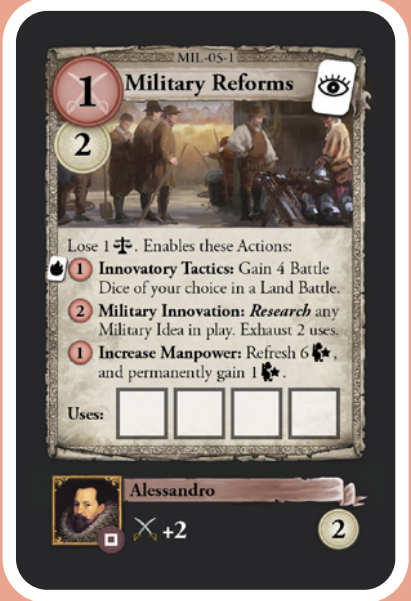 MIL-05-1
1 Military Reforms
2
Lose 1 . Enables these Actions:
1 Innovatory Tactics: Gain 4 Battle
Dice of your choice in a Land Battle.
2 Military Innovation: Research any
Military Idea in play. Exhaust 2 uses.
1 Increase Manpower: Refresh 6 ,
and permanently gain 1 .
Uses:
Alessandro
+2 2